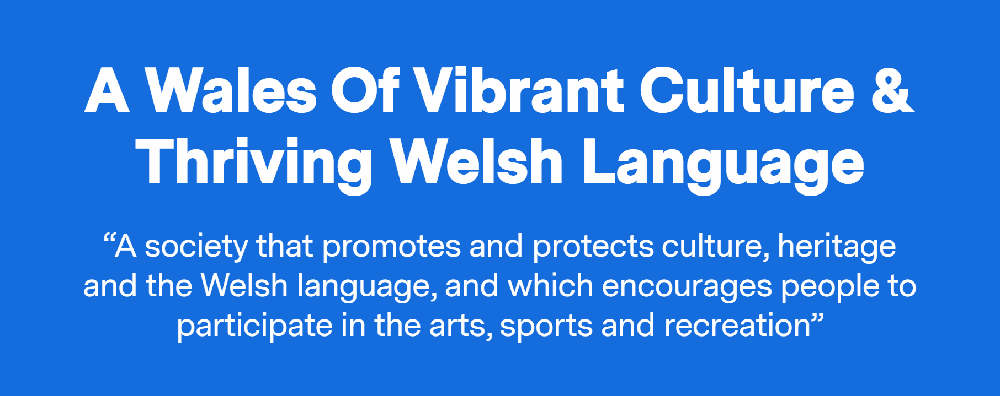 A Wales Of Vibrant Culture &
Thriving Welsh Language
“A society that promotes and protects culture, heritage
and the Welsh language, and which encourages people to
participate in the arts, sports and recreation”